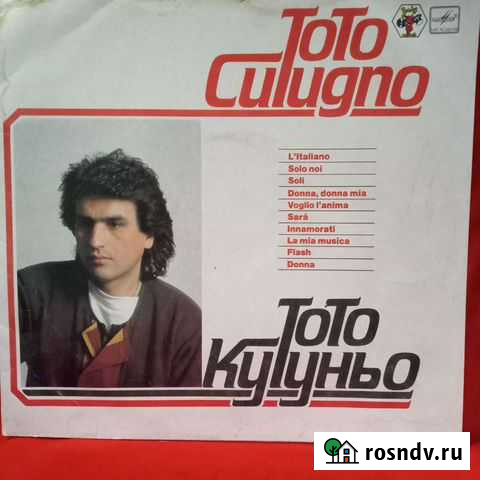 Toto
Cutugno
L'Italiano
Solo noi
Soli
Donna, donna mia
Voglio l'anima
Sarà
Innamorati
La mia musica
Flash
Donna
Тото
Кутуньо
rosndv.ru